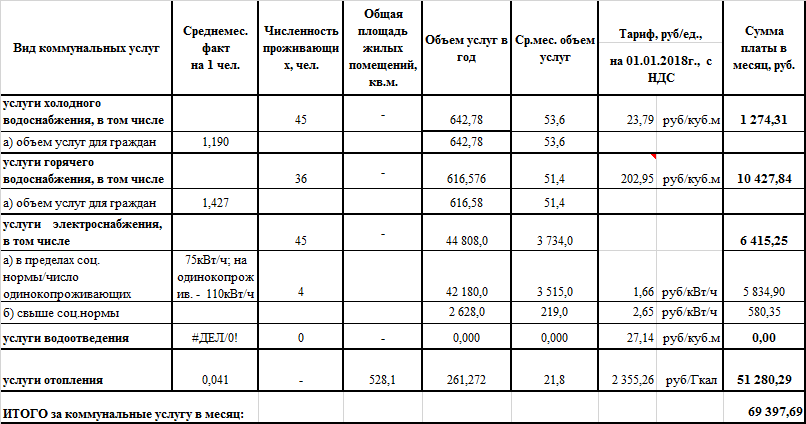 Вид коммунальных услуг Среднемес. факт на 1 чел. Численность проживающи х, чел. Общая площадь жилых помещений, кв.м. Объем услуг в год Ср.мес. объем услуг Тариф, руб/ед., на 01.01.2018г., с НДС Сумма платы в месяц, руб.
услуги холодного
водоснабжения, в том числе 45 - 642,78 53,6 23,79 руб/куб.м 1 274,31
а) объем услуг для граждан 1,190 642,78 53,6
услуги горячего
водоснабжения, в том числе 36 - 616,576 51,4 202,95 руб/куб.м 10 427,84
а) объем услуг для граждан 1,427 616,58 51,4
услуги электроснабжения,
в том числе 45 - 44 808,0 3 734,0 6 415,25
а) в пределах соц. 75кВт/ч; на
нормы/число одинокопрож
одинокопроживающих ив. - 110кВт/ч 4 42 180,0 3 515,0 1,66 руб/кВт/ч 5 834,90
б) свыше соц.нормы 2 628,0 219,0 2,65 руб/кВт/ч 580,35
услуги водоотведения #ДЕЛ/0! 0 - 0,000 0,000 27,14 руб/куб.м 0,00
услуги отопления 0,041 - 528,1 261,272 21,8 2 355,26 руб/Гкал 51 280,29
ИТОГО за коммунальные услугу в месяц: 69 397,69